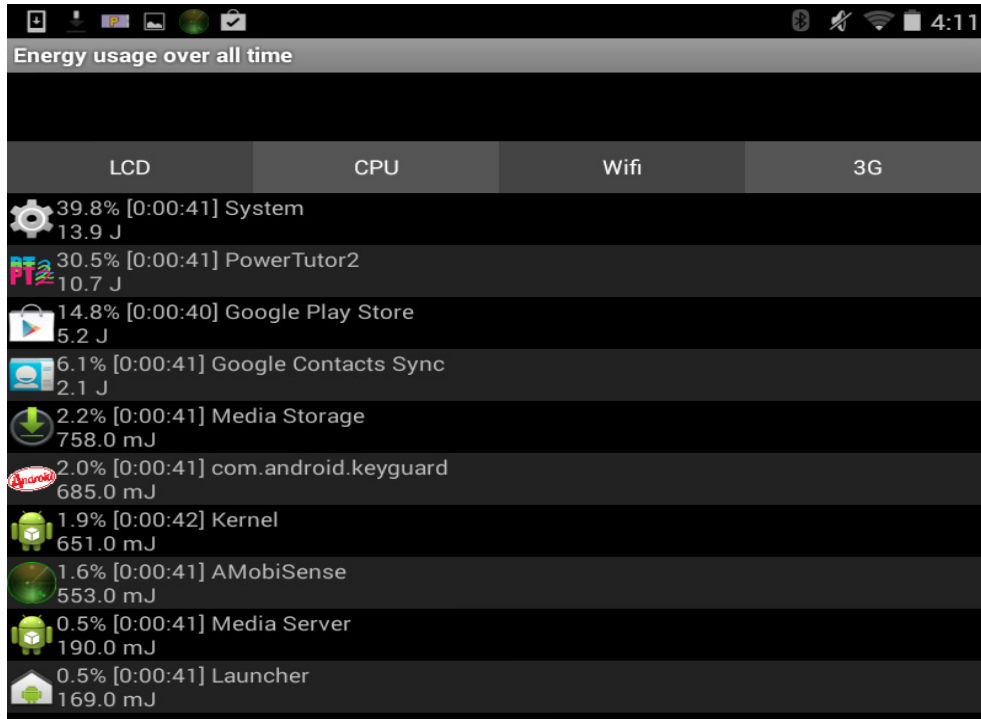 4:11
Energy usage over all time
LCD CPU Wifi 3G
39.8% [0:00:41] System
13.9 J
30.5% [0:00:41] PowerTutor2
10.7 J
14.8% [0:00:40] Google Play Store
5.2 J
6.1% [0:00:41] Google Contacts Sync
2.1 J
2.2% [0:00:41] Media Storage
758.0 mJ
2.0% [0:00:41] com.android.keyguard
685.0 mJ
1.9% [0:00:42] Kernel
651.0 mJ
1.6% [0:00:41] AMobiSense
553.0 mJ
0.5% [0:00:41] Media Server
190.0 mJ
0.5% [0:00:41] Launcher
169.0 mJ